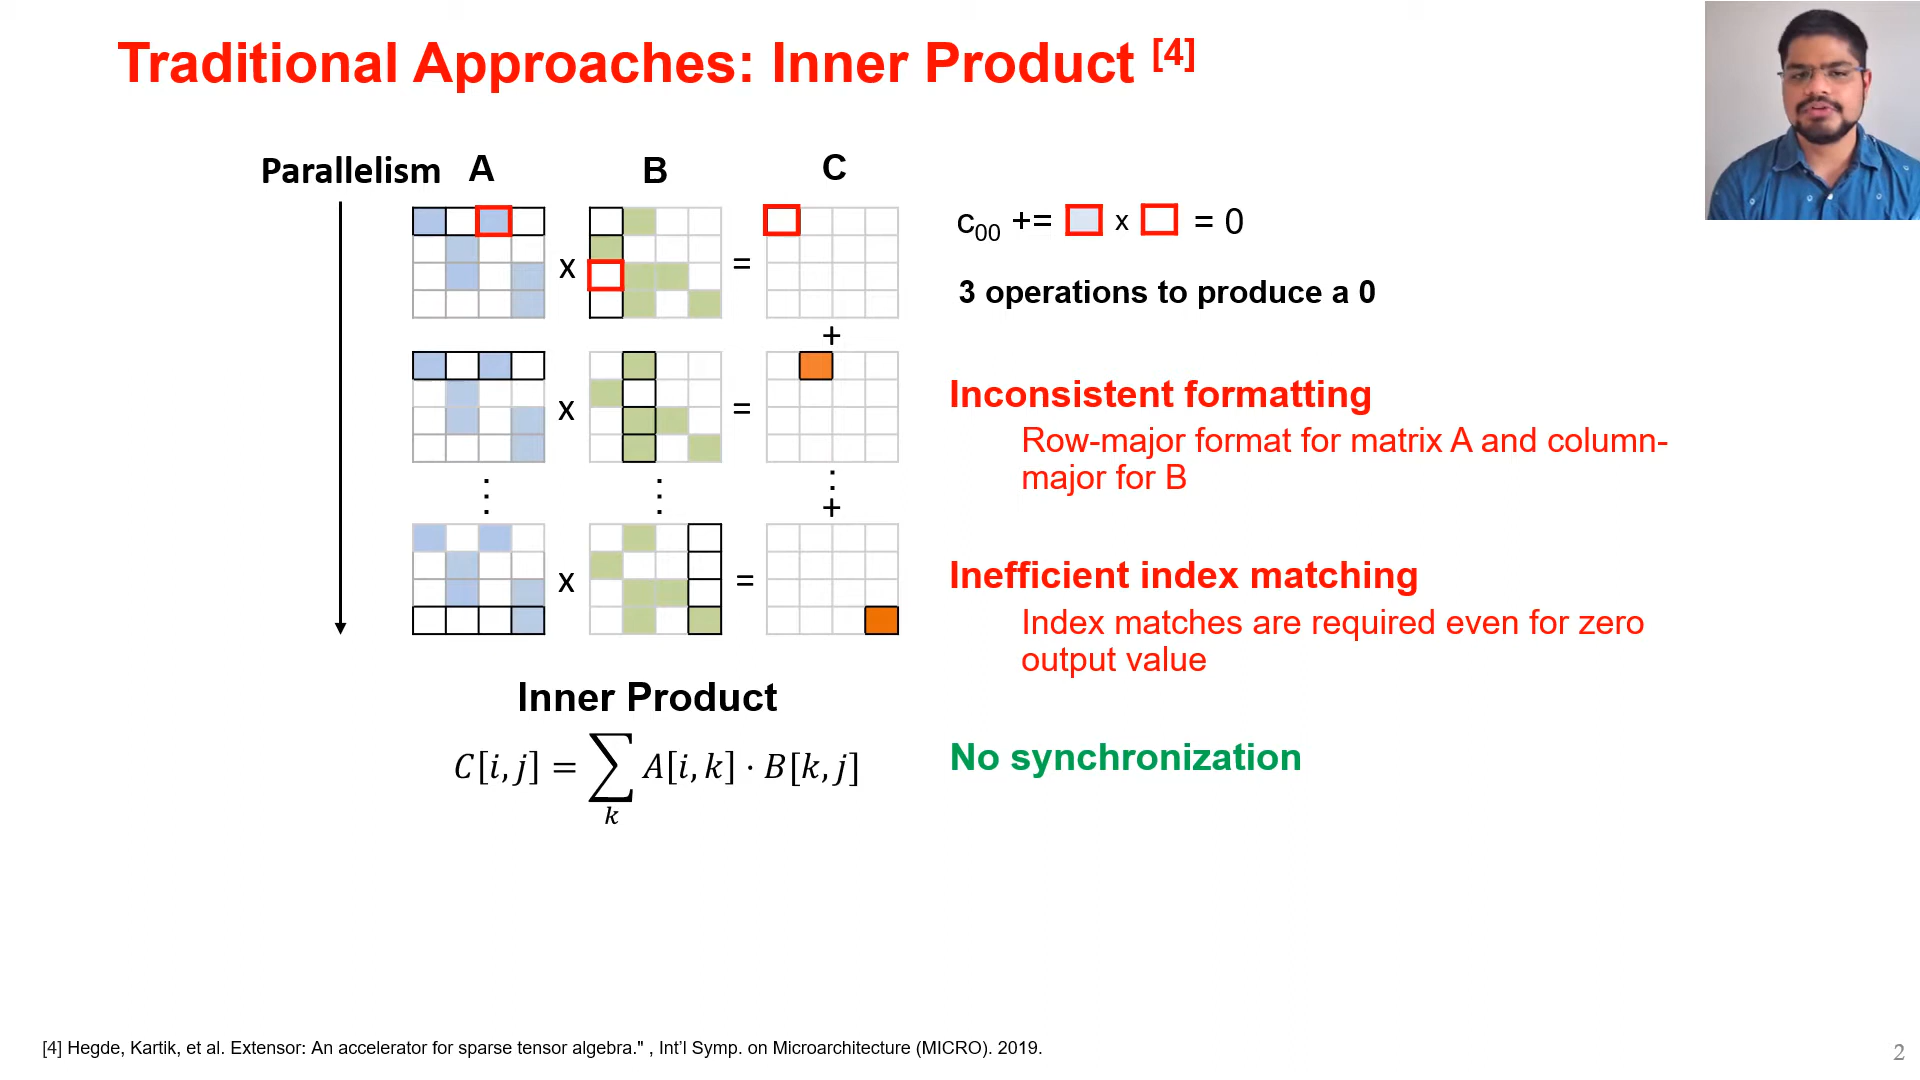 Traditional Approaches: Inner Product [4]
Parallelism A B C
x =
c00 += x = 0
3 operations to produce a 0
+
x =
Inconsistent formatting
Row-major format for matrix A and column-
major for B
⋮ ⋮ ⋮
+
x =
Inefficient index matching
Index matches are required even for zero
output value
Inner Product
C[i,j] = ∑k A[i,k] · B[k,j]
No synchronization
[4] Hegde, Kartik, et al. Extensor: An accelerator for sparse tensor algebra." , Int'l Symp. on Microarchitecture (MICRO). 2019.
2